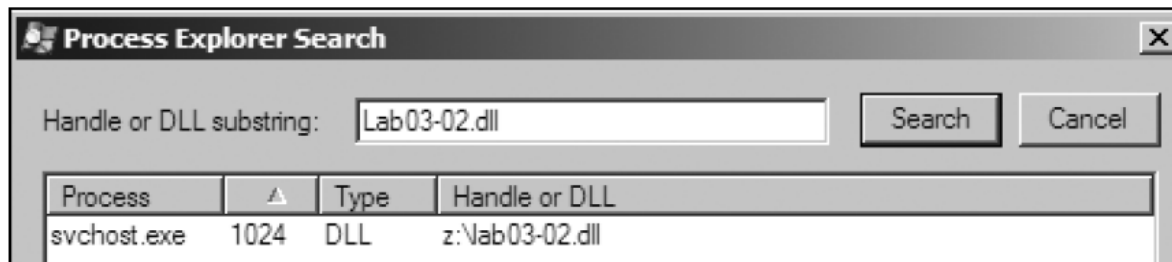 Process Explorer Search
Handle or DLL substring: Lab03-02.dll Search Cancel
Process Type Handle or DLL
svchost.exe 1024 DLL z:\lab03-02.dll